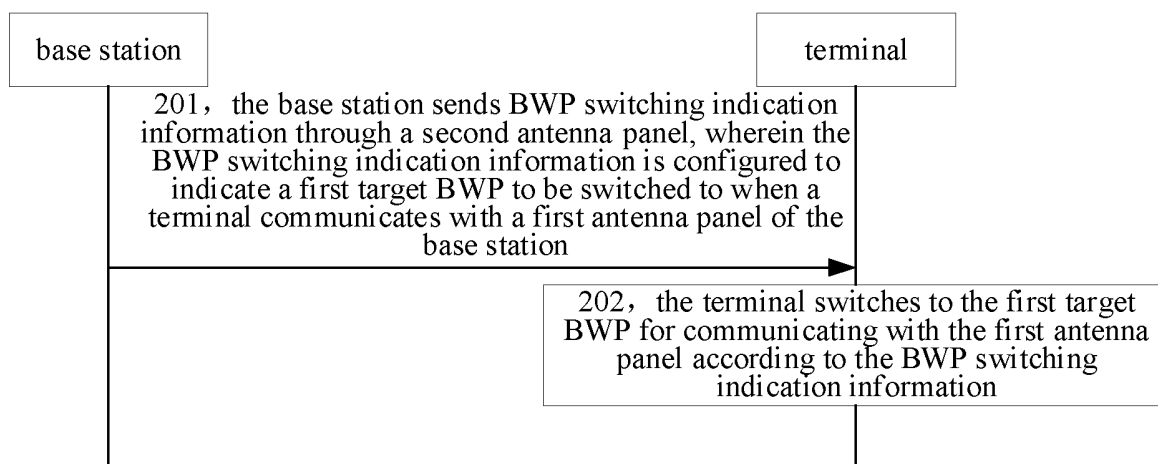 base station
terminal
201，the base station sends BWP switching indication
information through a second antenna panel, wherein the
BWP switching indication information is configured to
indicate a first target BWP to be switched to when a
terminal communicates with a first antenna panel of the
base station
202，the terminal switches to the first target
BWP for communicating with the first antenna
panel according to the BWP switching
indication information